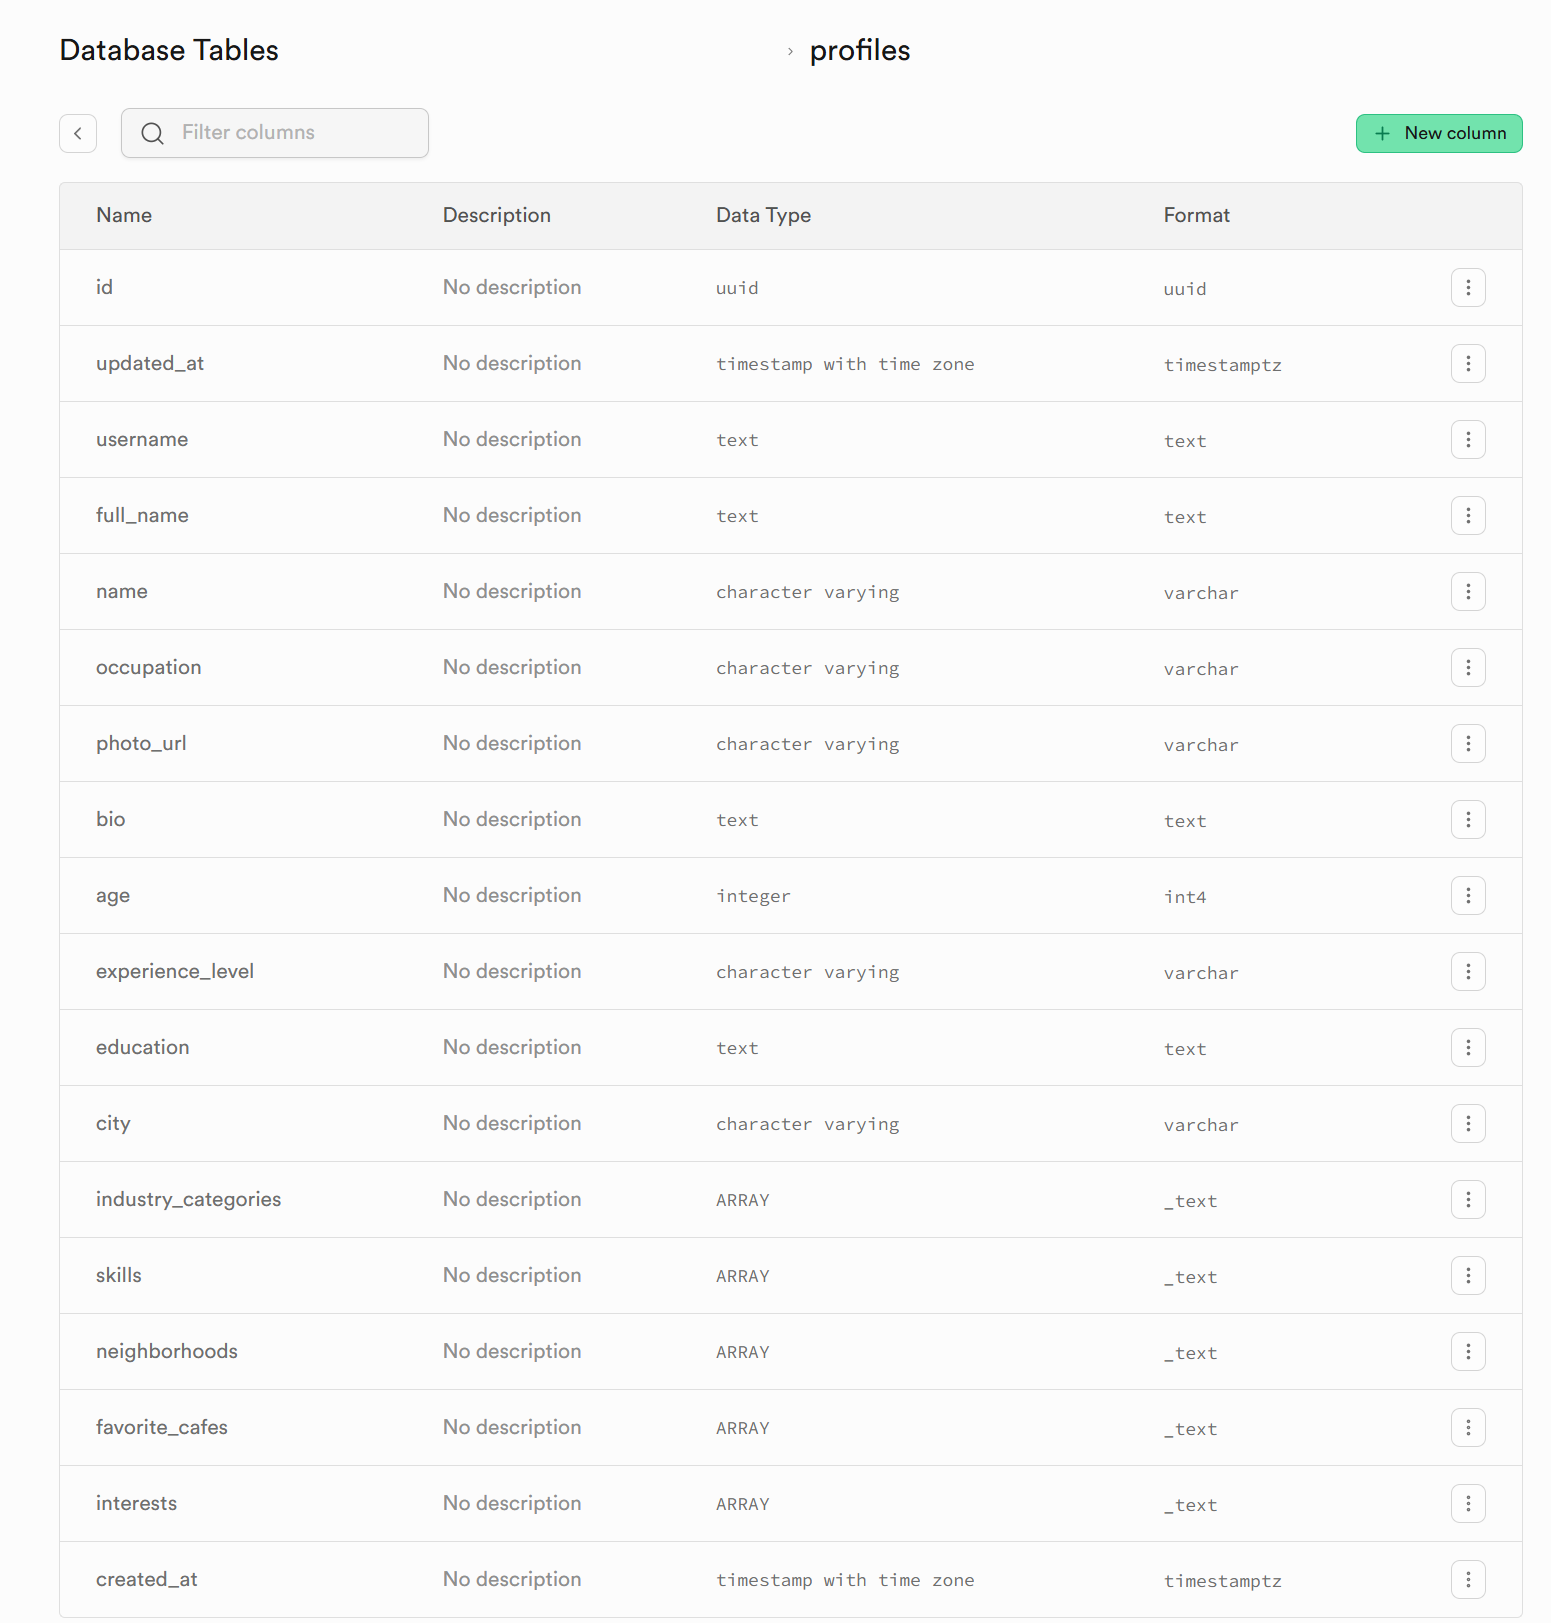 Database Tables › profiles
Filter columns
New column
Name Description Data Type Format
id No description uuid uuid
updated_at No description timestamp with time zone timestamptz
username No description text text
full_name No description text text
name No description character varying varchar
occupation No description character varying varchar
photo_url No description character varying varchar
bio No description text text
age No description integer int4
experience_level No description character varying varchar
education No description text text
city No description character varying varchar
industry_categories No description ARRAY _text
skills No description ARRAY _text
neighborhoods No description ARRAY _text
favorite_cafes No description ARRAY _text
interests No description ARRAY _text
created_at No description timestamp with time zone timestamptz